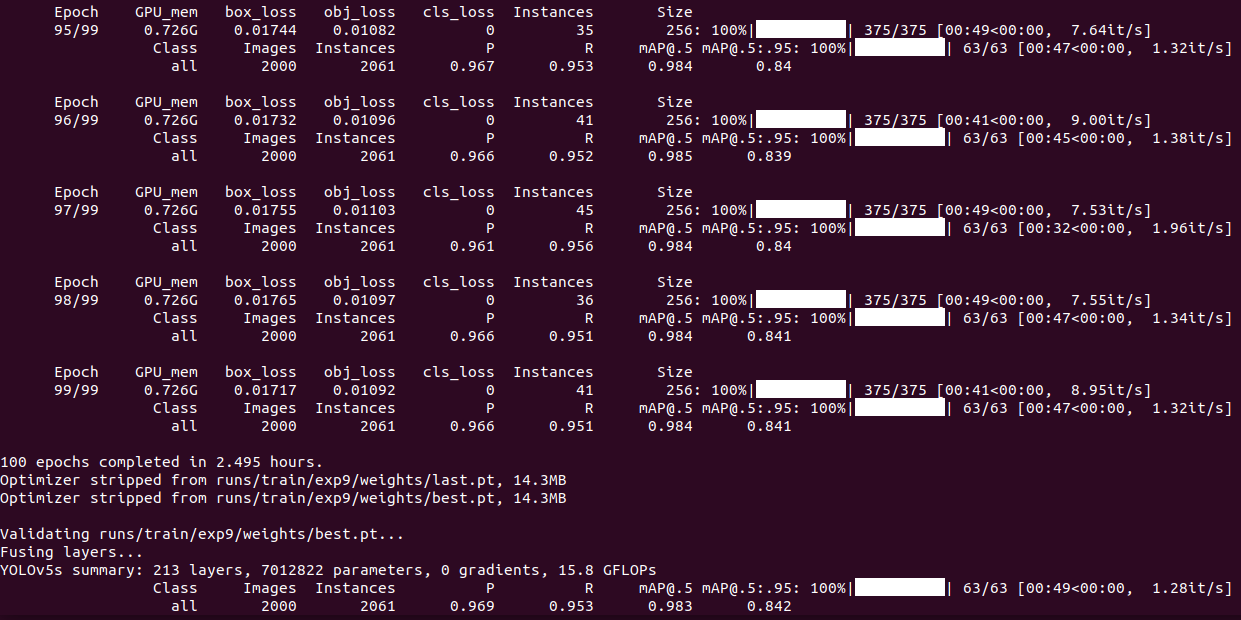 Epoch GPU_mem box_loss obj_loss cls_loss Instances Size
95/99 0.726G 0.01744 0.01082 0 35 256: 100%| | 375/375 [00:49<00:00, 7.64it/s]
Class Images Instances P R mAP@.5 mAP@.5:.95: 100%| | 63/63 [00:47<00:00, 1.32it/s]
all 2000 2061 0.967 0.953 0.984 0.84
Epoch GPU_mem box_loss obj_loss cls_loss Instances Size
96/99 0.726G 0.01732 0.01096 0 41 256: 100%| | 375/375 [00:41<00:00, 9.00it/s]
Class Images Instances P R mAP@.5 mAP@.5:.95: 100%| | 63/63 [00:45<00:00, 1.38it/s]
all 2000 2061 0.966 0.952 0.985 0.839
Epoch GPU_mem box_loss obj_loss cls_loss Instances Size
97/99 0.726G 0.01755 0.01103 0 45 256: 100%| | 375/375 [00:49<00:00, 7.53it/s]
Class Images Instances P R mAP@.5 mAP@.5:.95: 100%| | 63/63 [00:32<00:00, 1.96it/s]
all 2000 2061 0.961 0.956 0.984 0.84
Epoch GPU_mem box_loss obj_loss cls_loss Instances Size
98/99 0.726G 0.01765 0.01097 0 36 256: 100%| | 375/375 [00:49<00:00, 7.55it/s]
Class Images Instances P R mAP@.5 mAP@.5:.95: 100%| | 63/63 [00:47<00:00, 1.34it/s]
all 2000 2061 0.966 0.951 0.984 0.841
Epoch GPU_mem box_loss obj_loss cls_loss Instances Size
99/99 0.726G 0.01717 0.01092 0 41 256: 100%| | 375/375 [00:41<00:00, 8.95it/s]
Class Images Instances P R mAP@.5 mAP@.5:.95: 100%| | 63/63 [00:47<00:00, 1.32it/s]
all 2000 2061 0.966 0.951 0.984 0.841
100 epochs completed in 2.495 hours.
Optimizer stripped from runs/train/exp9/weights/last.pt, 14.3MB
Optimizer stripped from runs/train/exp9/weights/best.pt, 14.3MB
Validating runs/train/exp9/weights/best.pt...
Fusing layers...
YOLOv5s summary: 213 layers, 7012822 parameters, 0 gradients, 15.8 GFLOPs
Class Images Instances P R mAP@.5 mAP@.5:.95: 100%| | 63/63 [00:49<00:00, 1.28it/s]
all 2000 2061 0.969 0.953 0.983 0.842